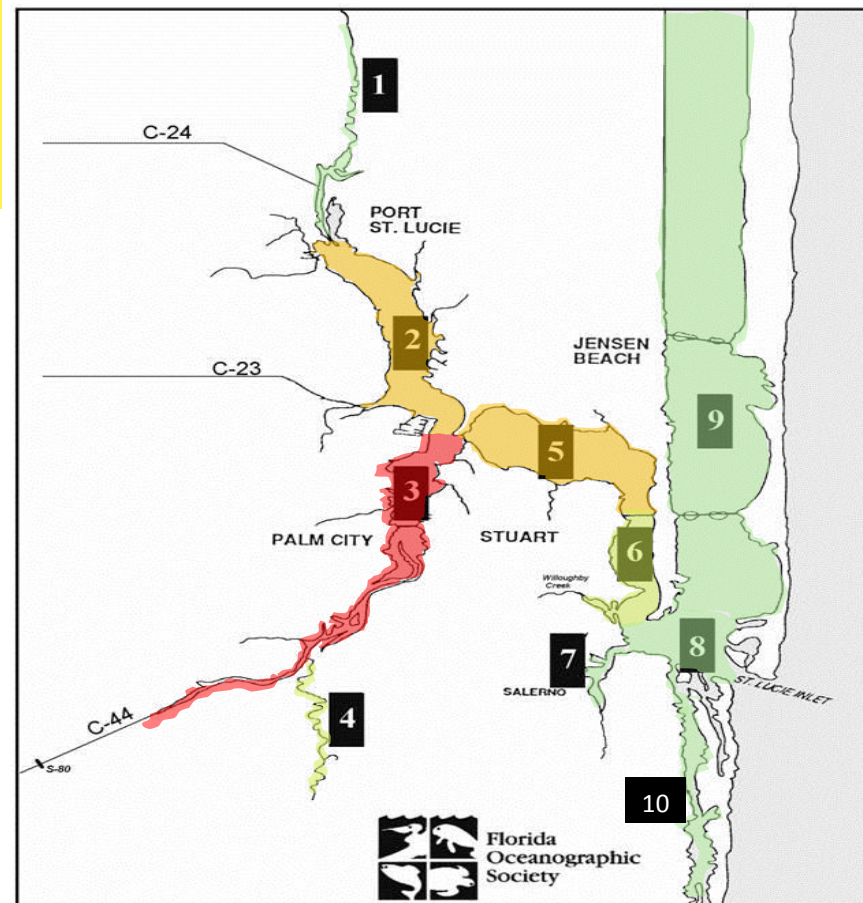 1
C-24
PORT
ST. LUCIE
2
JENSEN
BEACH
C-23
9
5
3
PALM CITY
STUART
6
Willoughby
Creek
7
8
SALERNO
ST. LUCIE INLET
4
C-44
S-80
10
Florida
Oceanographic
Society